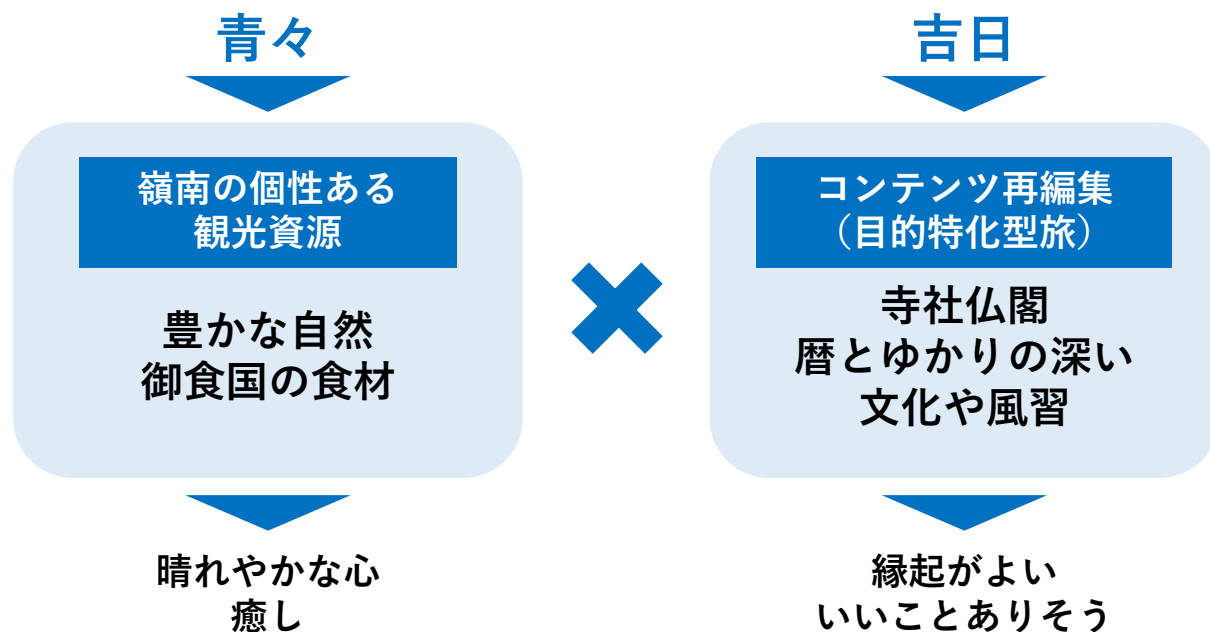 青々
嶺南の個性ある
観光資源
豊かな自然
御食国の食材
晴れやかな心
癒し
吉日
コンテンツ再編集
（目的特化型旅）
寺社仏閣
暦とゆかりの深い
文化や風習
縁起がよい
いいことありそう